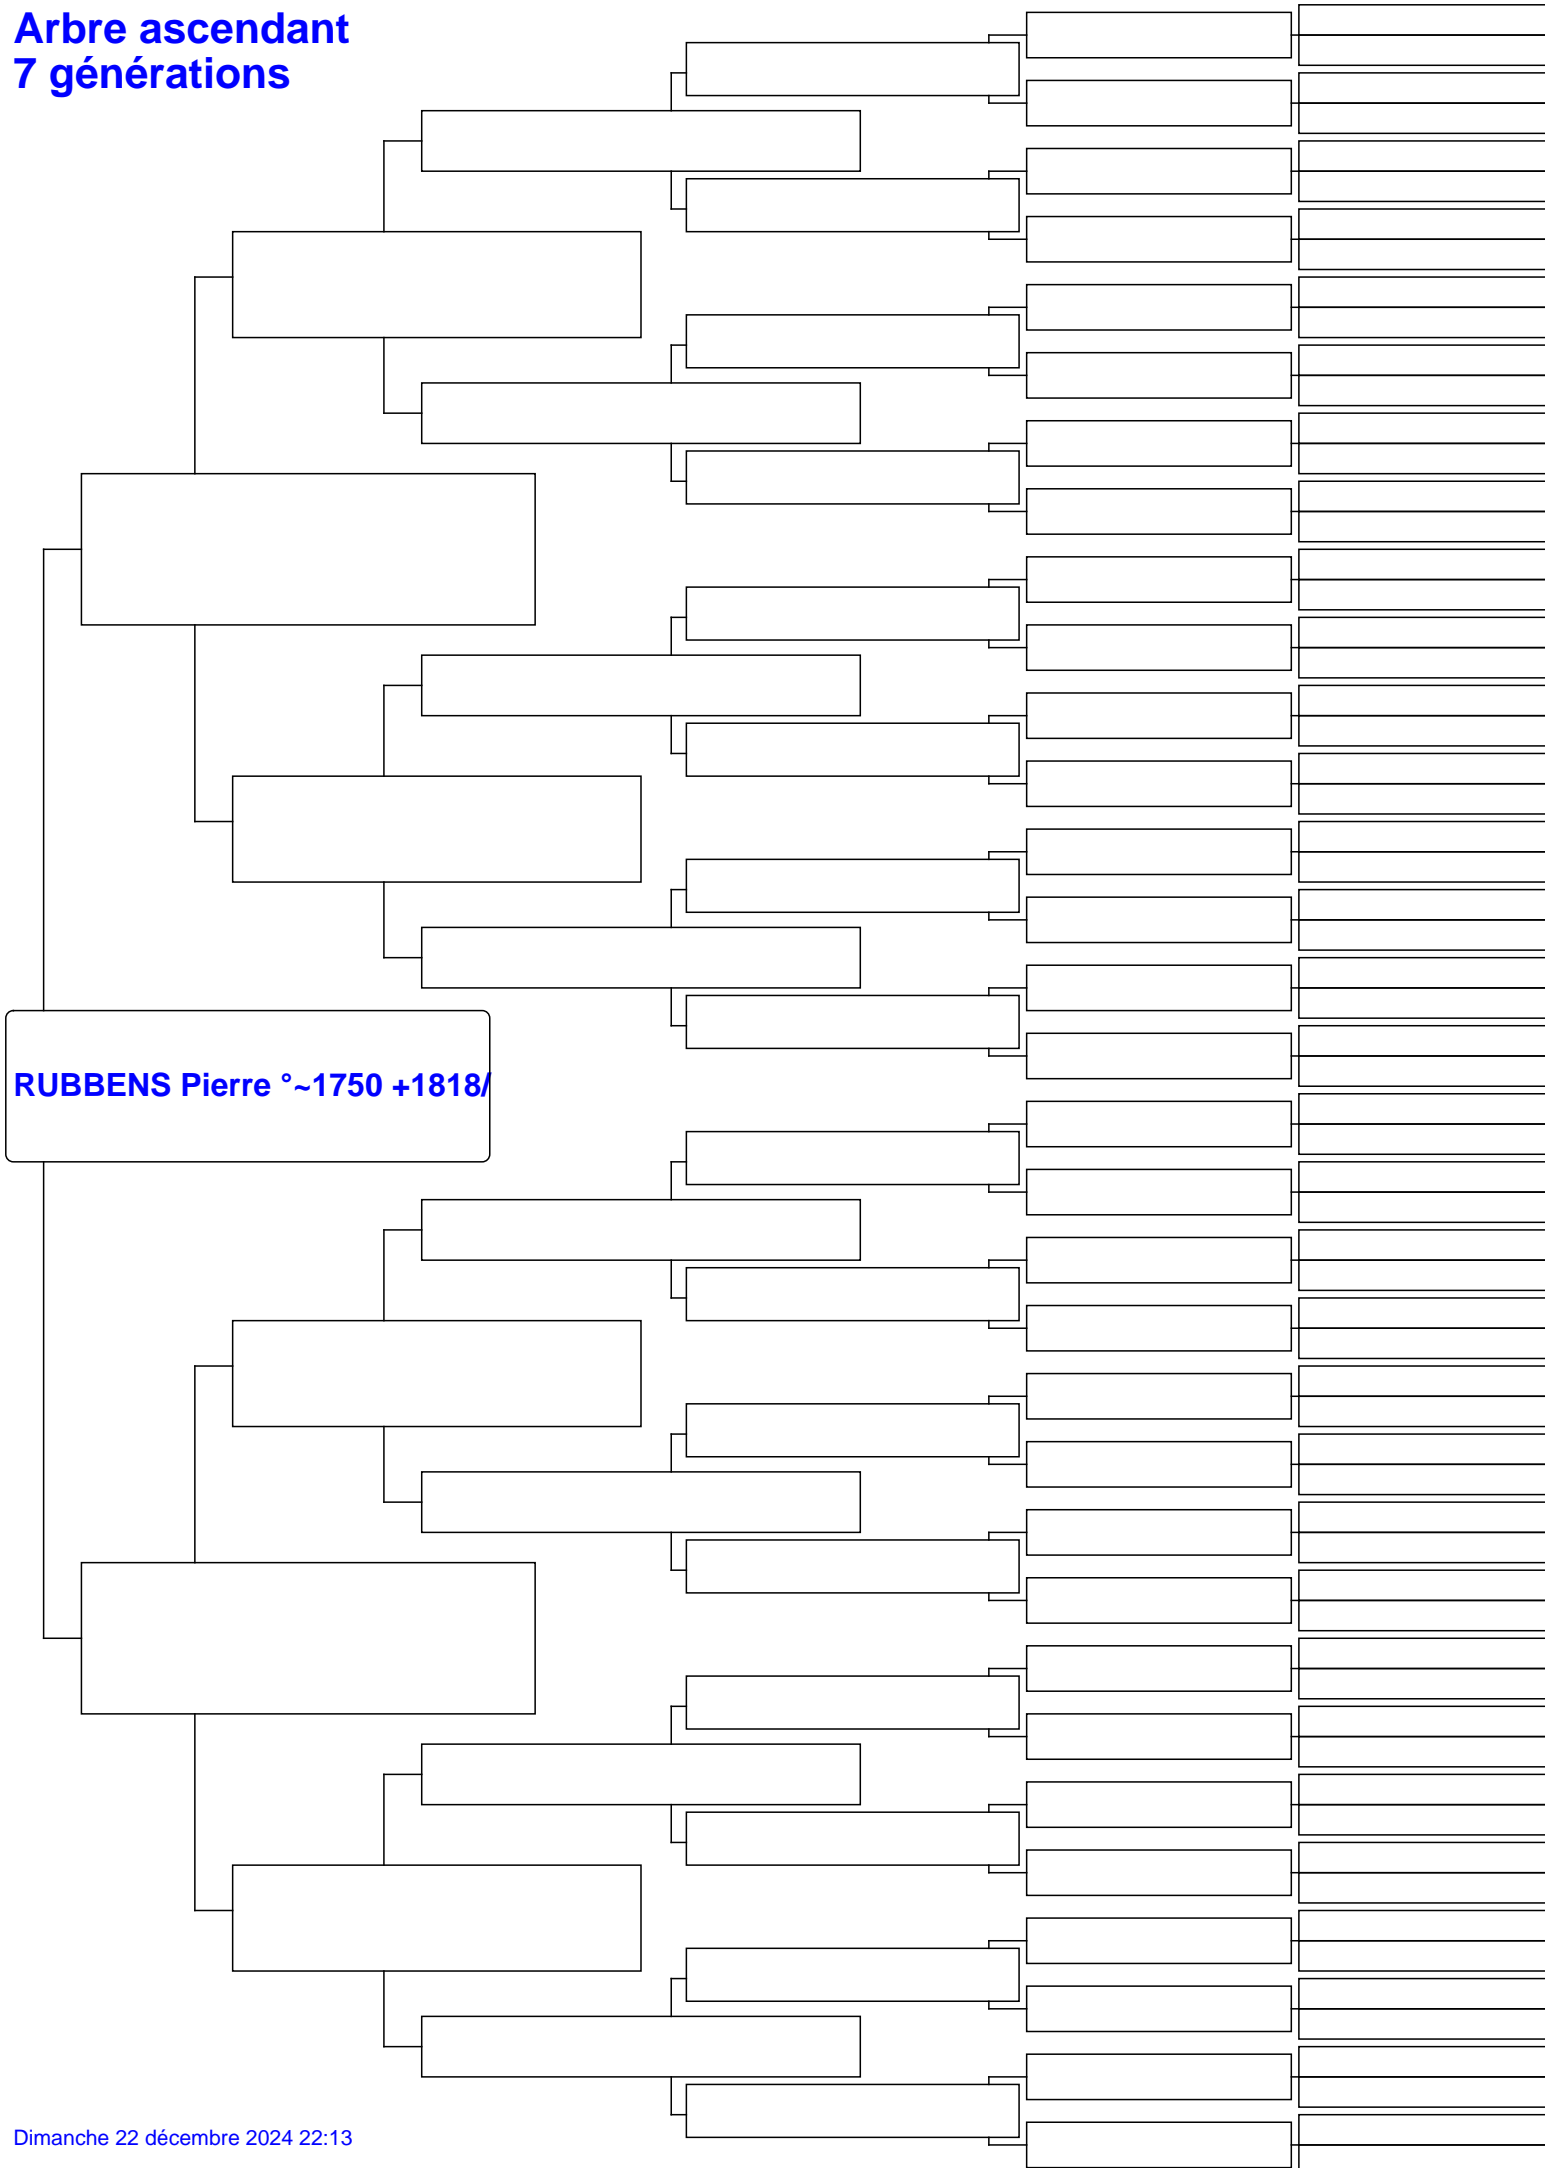 Arbre ascendant
7 générations
RUBBENS Pierre °~1750 +1818/
Dimanche 22 décembre 2024 22:13